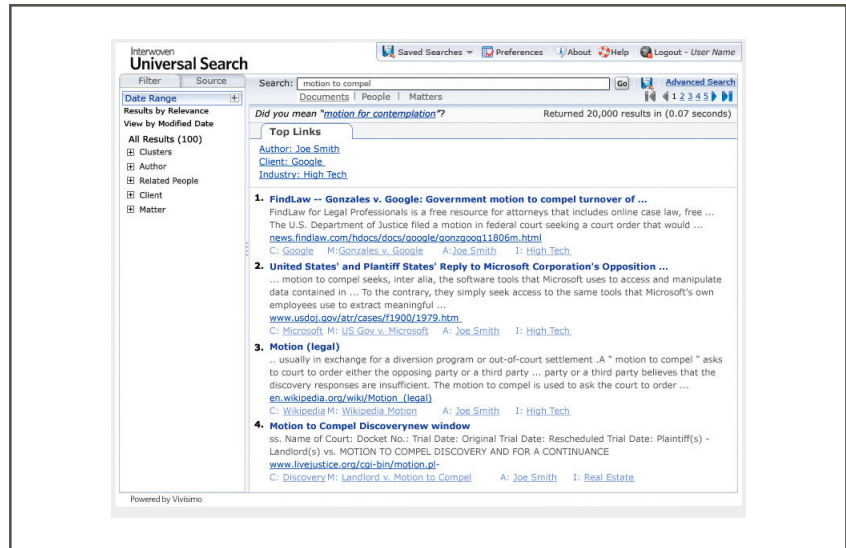 Interwoven
Universal Search
Saved Searches Preferences About Help Logout - User Name
Filter Source
Search: motion to compel Go Advanced Search
Documents | People | Matters 1 2 3 4 5
Date Range
Results by Relevance
View by Modified Date
All Results (100)
Clusters
Author
Related People
Client
Matter
Did you mean "motion for contemplation"? Returned 20,000 results in (0.07 seconds)
Top Links
Author: Joe Smith
Client: Google
Industry: High Tech
1. FindLaw -- Gonzales v. Google: Government motion to compel turnover of ...
FindLaw for Legal Professionals is a free resource for attorneys that includes online case law, free ...
The U.S. Department of Justice filed a motion in federal court seeking a court order that would ...
news.findlaw.com/hdocs/docs/google/gonzgoog11806m.html
C: Google M:Gonzales v. Google A:Joe Smith I: High Tech
2. United States' and Plantiff States' Reply to Microsoft Corporation's Opposition ...
... motion to compel seeks, inter alia, the software tools that Microsoft uses to access and manipulate
data contained in ... To the contrary, they simply seek access to the same tools that Microsoft's own
employees use to extract meaningful ...
www.usdoj.gov/atr/cases/f1900/1979.htm
C: Microsoft M: US Gov v. Microsoft A: Joe Smith I: High Tech
3. Motion (legal)
.. usually in exchange for a diversion program or out-of-court settlement .A " motion to compel " asks
to court to order either the opposing party or a third party ... party or a third party believes that the
discovery responses are insufficient. The motion to compel is used to ask the court to order ...
en.wikipedia.org/wiki/Motion_(legal)
C: Wikipedia M: Wikipedia Motion A: Joe Smith I: High Tech
4. Motion to Compel Discoverynew window
ss. Name of Court: Docket No.: Trial Date: Original Trial Date: Rescheduled Trial Date: Plaintiff(s) -
Landlord(s) vs. MOTION TO COMPEL DISCOVERY AND FOR A CONTINUANCE
www.livejustice.org/cgi-bin/motion.pl-
C: Discovery M: Landlord v. Motion to Compel A: Joe Smith I: Real Estate
Powered by Vivisimo